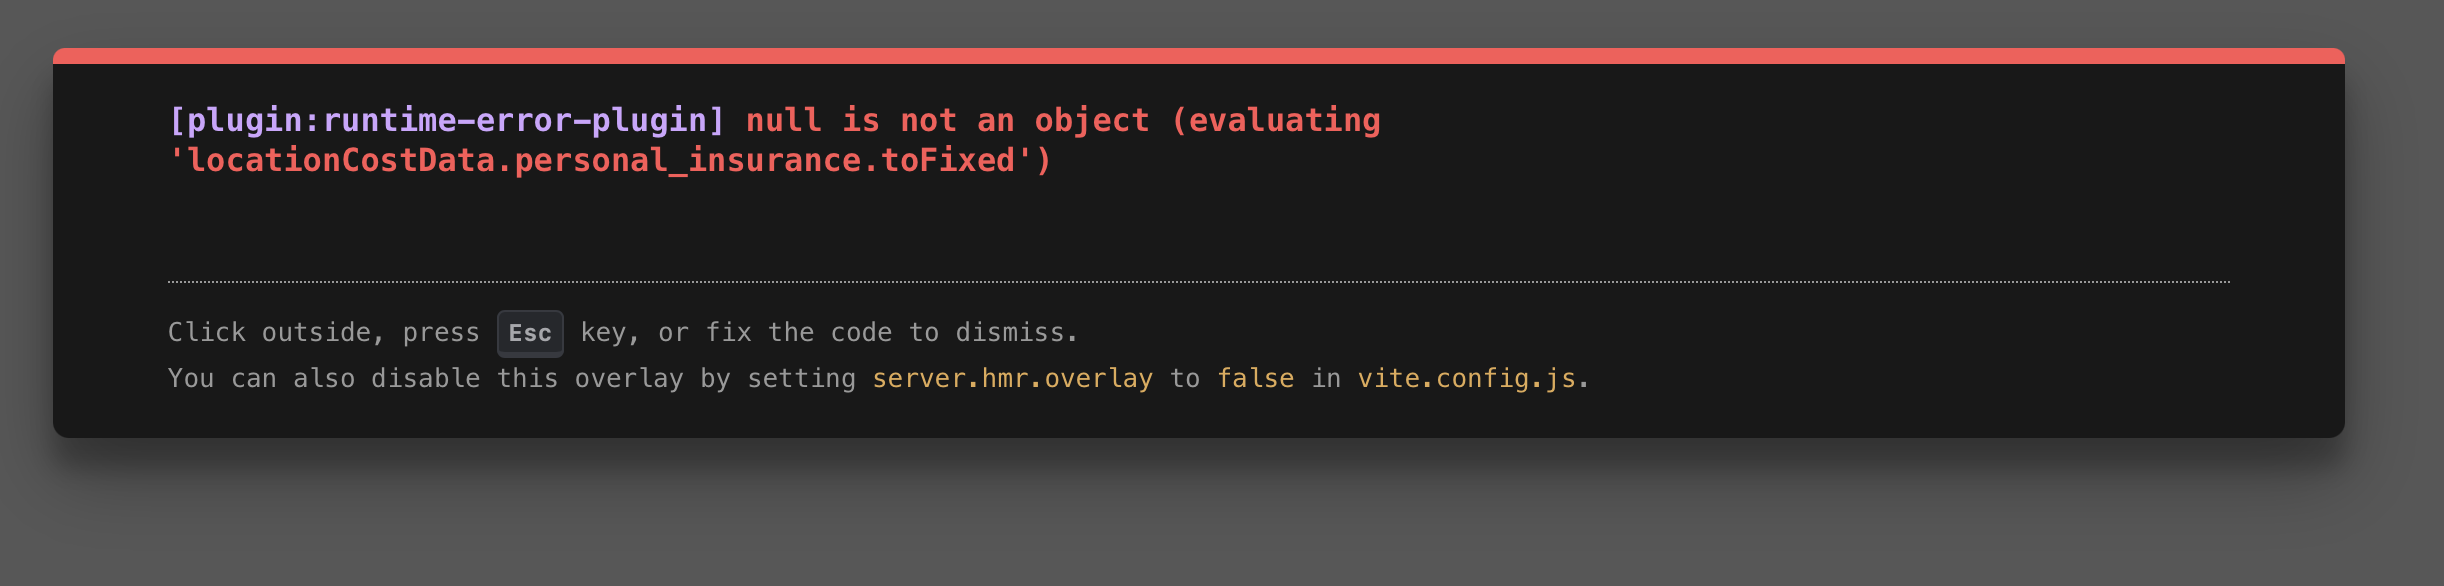 [plugin:runtime-error-plugin] null is not an object (evaluating
'locationCostData.personal_insurance.toFixed')
Click outside, press Esc key, or fix the code to dismiss.
You can also disable this overlay by setting server.hmr.overlay to false in vite.config.js.